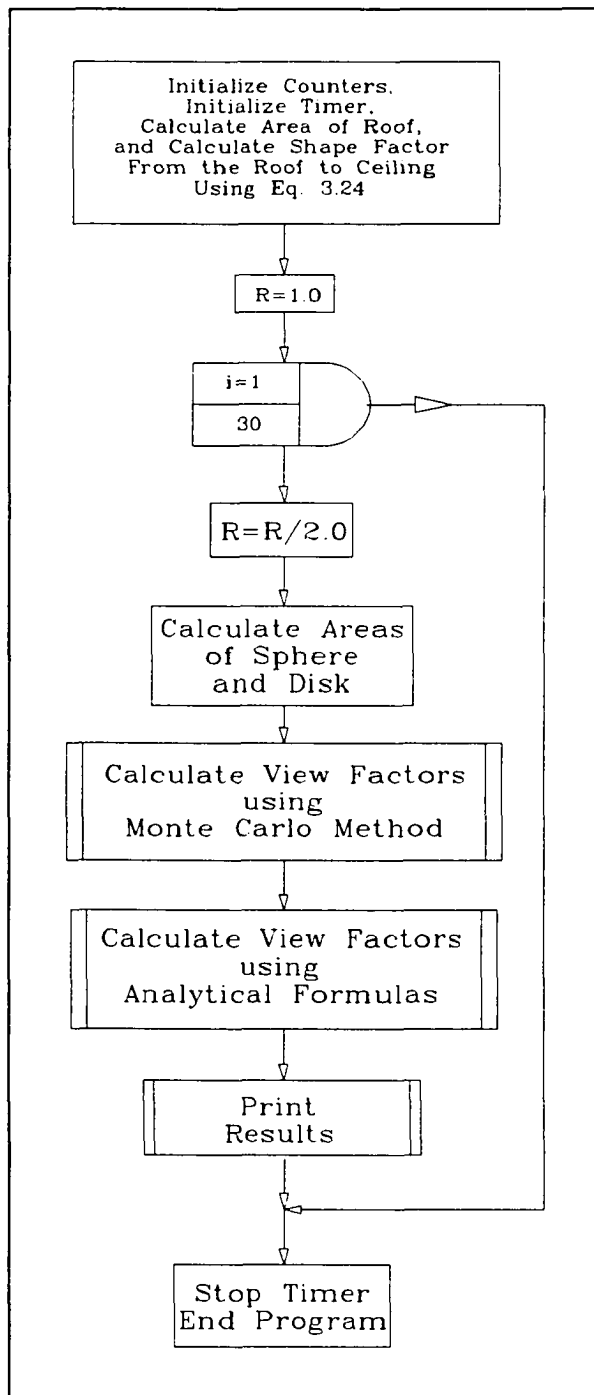 Initialize Counters,
Initialize Timer,
Calculate Area of Roof,
and Calculate Shape Factor
From the Roof to Ceiling
Using Eq. 3.24
R=1.0
i=1
30
R=R/2.0
Calculate Areas
of Sphere
and Disk
Calculate View Factors
using
Monte Carlo Method
Calculate View Factors
using
Analytical Formulas
Print
Results
Stop Timer
End Program